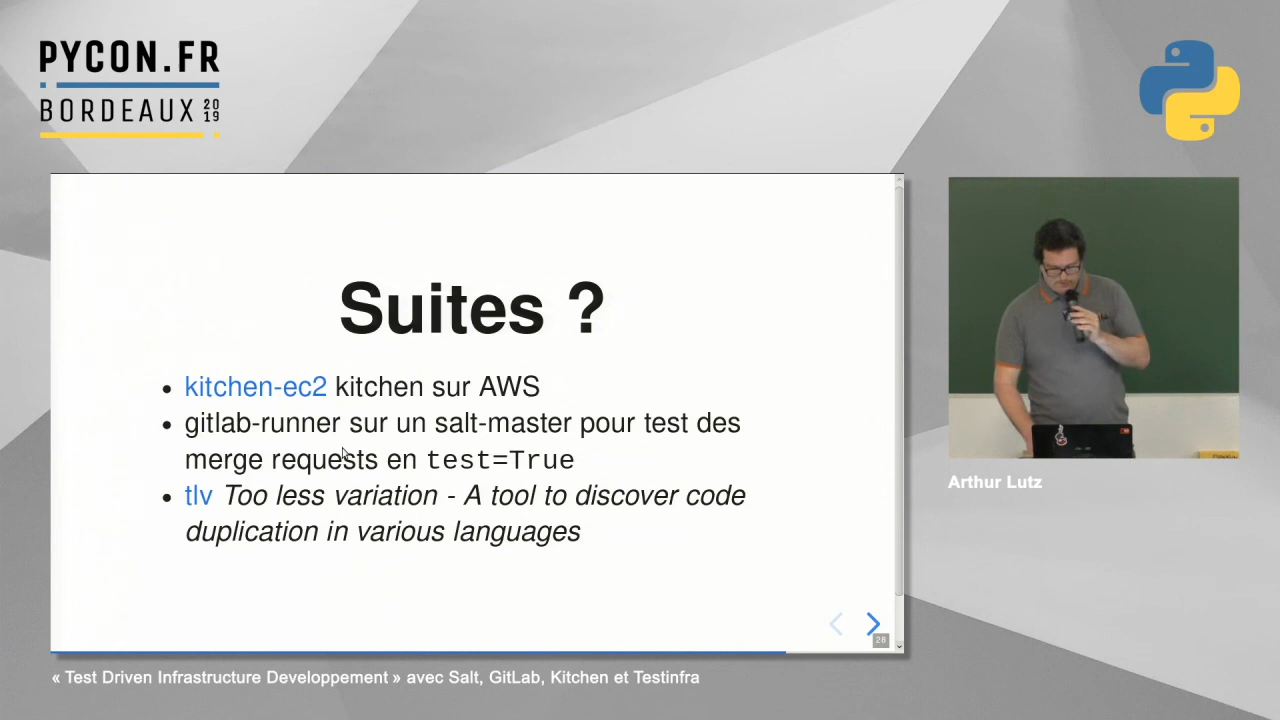 PYCON.FR
BORDEAUX 2019
Suites ?
kitchen-ec2 kitchen sur AWS
gitlab-runner sur un salt-master pour test des
merge requests en test=True
tlv Too less variation - A tool to discover code
duplication in various languages
28
Arthur Lutz
« Test Driven Infrastructure Developpement » avec Salt, GitLab, Kitchen et Testinfra